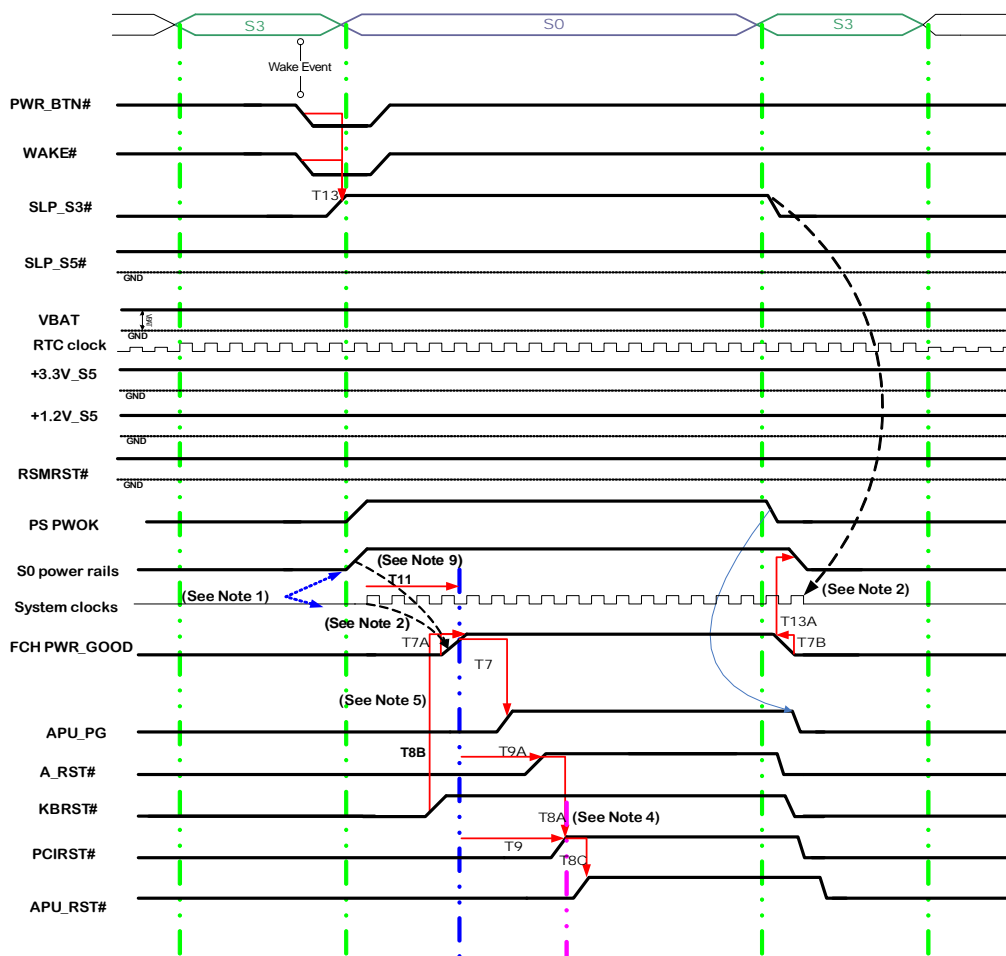 S3 S0 S3
Wake Event
PWR_BTN#
WAKE#
T13
SLP_S3#
SLP_S5#
GND
VBAT
GND
RTC clock
+3.3V_S5
GND
+1.2V_S5
GND
RSMRST#
GND
PS PWOK
(See Note 9)
S0 power rails
T11
(See Note 1)
(See Note 2)
System clocks
(See Note 2)
T13A
FCH PWR_GOOD
T7A
T7B
T7
(See Note 5)
APU_PG
T8B
T9A
A_RST#
KBRST#
T8A (See Note 4)
T9
PCIRST#
T8C
APU_RST#